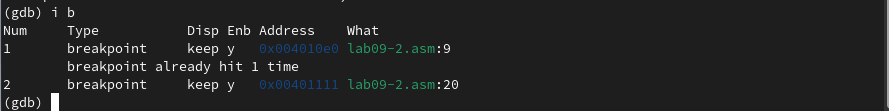 (gdb) i b
Num     Type           Disp Enb Address    What
1       breakpoint     keep y   0x004010e0 lab09-2.asm:9
        breakpoint already hit 1 time
2       breakpoint     keep y   0x00401111 lab09-2.asm:20
(gdb)